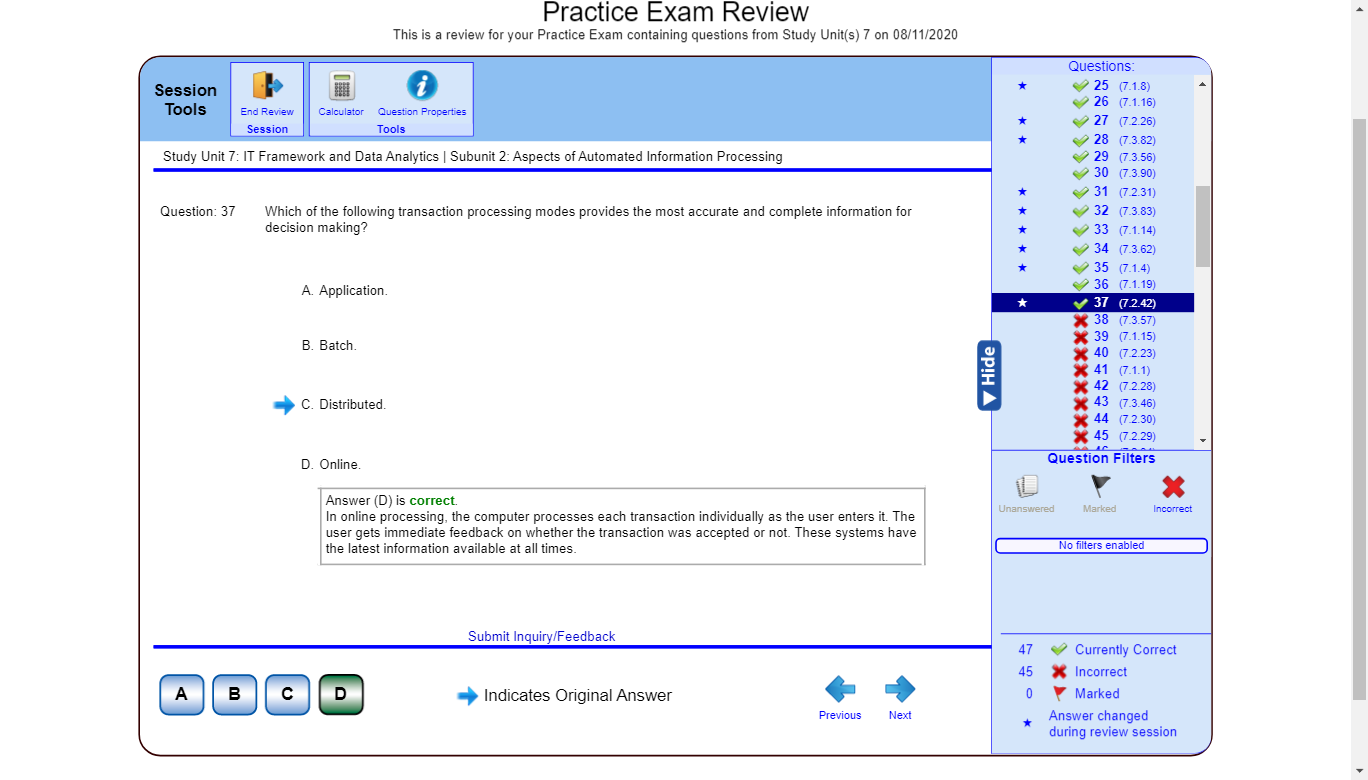 Practice Exam Review
This is a review for your Practice Exam containing questions from Study Unit(s) 7 on 08/11/2020
Session
Tools
End Review
Session
Calculator
Question Properties
Tools
Study Unit 7: IT Framework and Data Analytics | Subunit 2: Aspects of Automated Information Processing
Question: 37
Which of the following transaction processing modes provides the most accurate and complete information for
decision making?
A. Application.
B. Batch.
C. Distributed.
D. Online.
Answer (D) is correct.
In online processing, the computer processes each transaction individually as the user enters it. The
user gets immediate feedback on whether the transaction was accepted or not. These systems have
the latest information available at all times.
Submit Inquiry/Feedback
A B C D
Indicates Original Answer
Previous
Next
Hide
Questions:
25 (7.1.8)
26 (7.1.16)
27 (7.2.26)
28 (7.3.82)
29 (7.3.56)
30 (7.3.90)
31 (7.2.31)
32 (7.3.83)
33 (7.1.14)
34 (7.3.62)
35 (7.1.4)
36 (7.1.19)
37 (7.2.42)
38 (7.3.57)
39 (7.1.15)
40 (7.2.23)
41 (7.1.1)
42 (7.2.28)
43 (7.3.46)
44 (7.2.30)
45 (7.2.29)
Question Filters
Unanswered
Marked
Incorrect
No filters enabled
47 Currently Correct
45 Incorrect
0 Marked
Answer changed
during review session